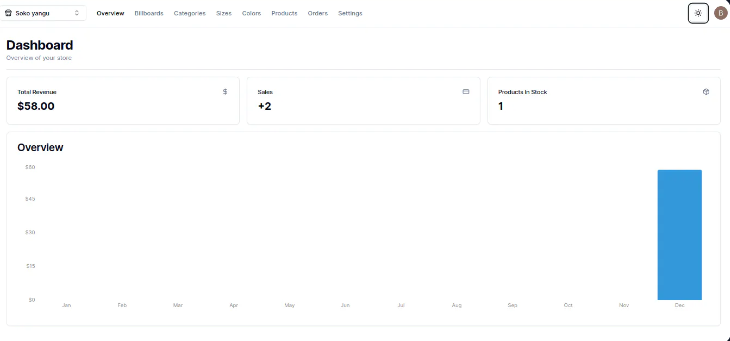 Soko yangu Overview Billboards Categories Sizes Colors Products Orders Settings B
Dashboard
Overview of your store
Total Revenue $
$58.00
Sales
+2
Products In Stock
1
Overview
$60
$45
$30
$15
$0
Jan Feb Mar Apr May Jun Jul Aug Sep Oct Nov Dec